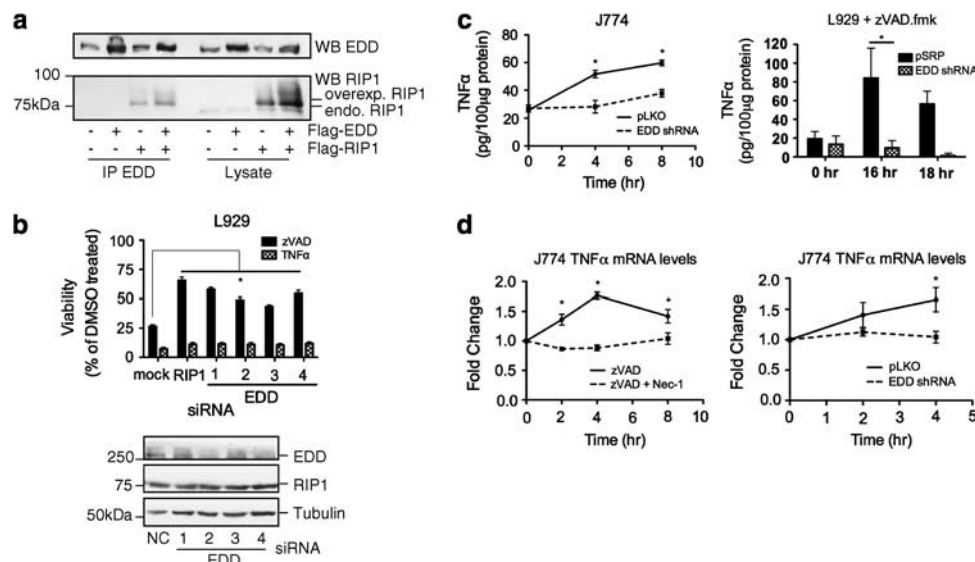 a
WB EDD
100
WB RIP1
overexp. RIP1
75kDa
endo. RIP1
- + - + - + - + Flag-EDD
- - + + - - + + Flag-RIP1
IP EDD Lysate
b
L929
zVAD
TNFα
Viability
(% of DMSO treated)
100
75
50
25
0
mock RIP1 1 2 3 4
EDD
siRNA
*
250 EDD
75 RIP1
50kDa Tubulin
NC 1 2 3 4 siRNA
EDD
c
J774
TNFα
(pg/100μg protein)
80
60
40
20
0
* *
pLKO
EDD shRNA
0 2 4 6 8 10
Time (hr)
L929 + zVAD.fmk
TNFα
(pg/100μg protein)
120
100
80
60
40
20
0
*
pSRP
EDD shRNA
0 hr 16 hr 18 hr
d
J774 TNFα mRNA levels
Fold Change
2.0
1.5
1.0
0.5
0.0
* * *
zVAD
zVAD + Nec-1
0 2 4 6 8 10
Time (hr)
J774 TNFα mRNA levels
Fold Change
2.0
1.5
1.0
0.5
0.0
*
pLKO
EDD shRNA
0 1 2 3 4 5
Time (hr)